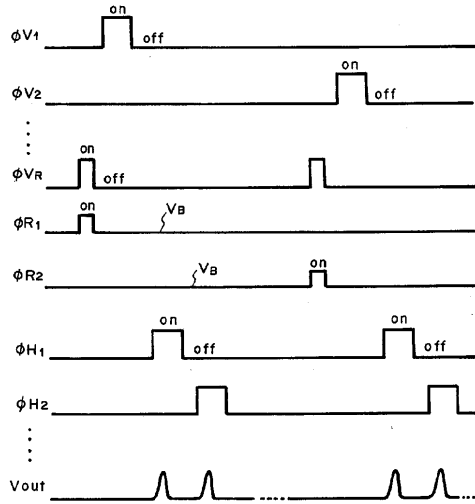 on
φV1 off
on
φV2 off
on
φVR off
on
φR1 VB
φR2 VB on
on on
φH1 off off
φH2
Vout